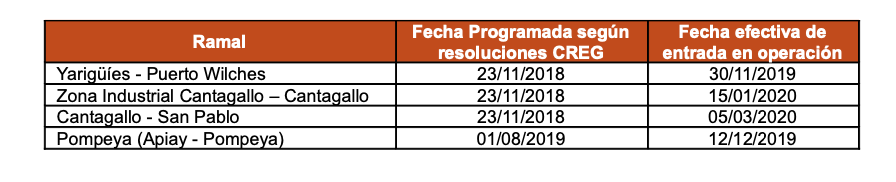 Ramal Fecha Programada según resoluciones CREG Fecha efectiva de entrada en operación
Yarigüíes - Puerto Wilches 23/11/2018 30/11/2019
Zona Industrial Cantagallo – Cantagallo 23/11/2018 15/01/2020
Cantagallo - San Pablo 23/11/2018 05/03/2020
Pompeya (Apiay - Pompeya) 01/08/2019 12/12/2019